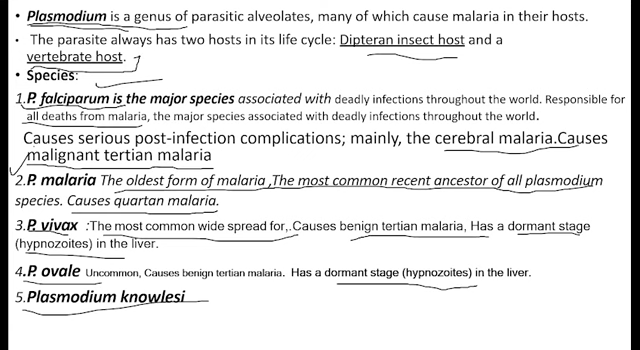 • Plasmodium is a genus of parasitic alveolates, many of which cause malaria in their hosts.
• The parasite always has two hosts in its life cycle: Dipteran insect host and a
vertebrate host.
• Species:
1.P. falciparum is the major species associated with deadly infections throughout the world. Responsible for
all deaths from malaria, the major species associated with deadly infections throughout the world.
Causes serious post-infection complications; mainly, the cerebral malaria.Causes
malignant tertian malaria
2.P. malaria The oldest form of malaria ,The most common recent ancestor of all plasmodium
species. Causes quartan malaria.
3.P. vivax :The most common wide spread for,.Causes benign tertian malaria, Has a dormant stage
(hypnozoites) in the liver.
4.P. ovale Uncommon, Causes benign tertian malaria. Has a dormant stage (hypnozoites) in the liver.
5.Plasmodium knowlesi